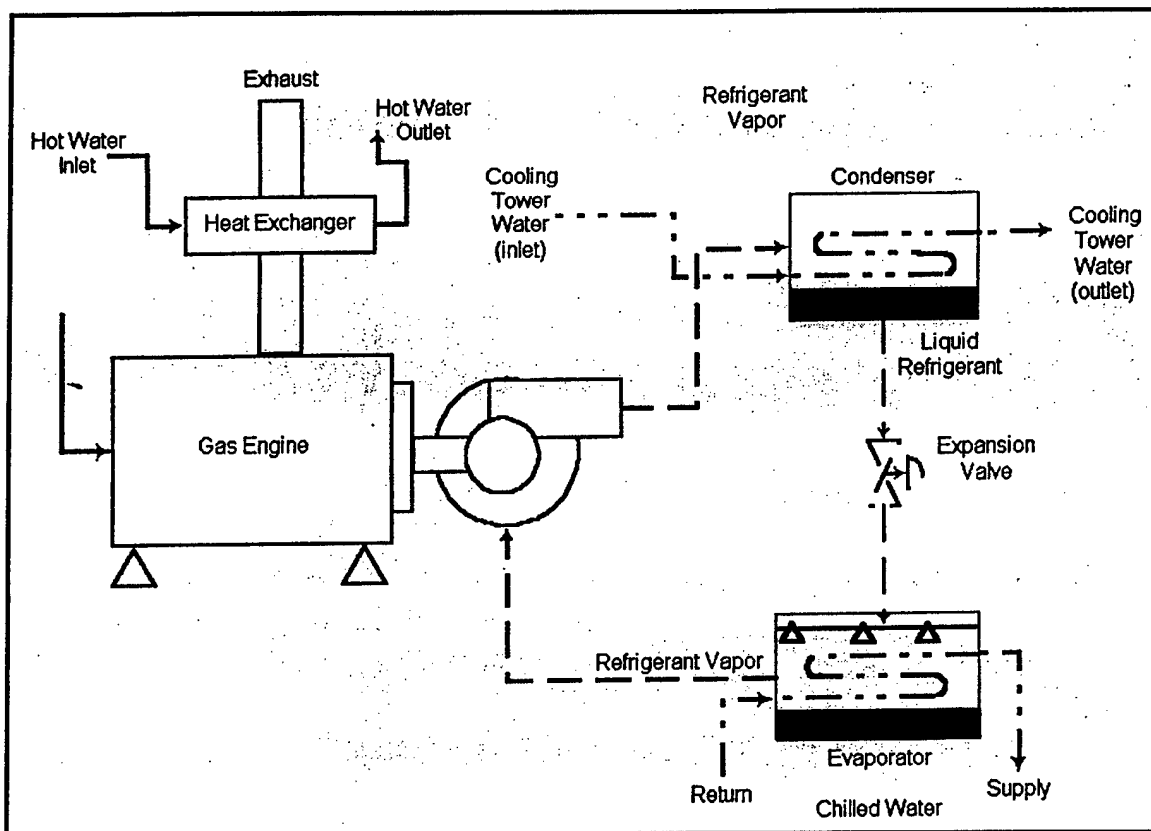 Exhaust
Hot Water
Inlet
Hot Water
Outlet
Heat Exchanger
Refrigerant
Vapor
Cooling
Tower
Water
(inlet)
Condenser
Cooling
Tower
Water
(outlet)
Liquid
Refrigerant
Gas Engine
Expansion
Valve
Refrigerant Vapor
Evaporator
Return
Supply
Chilled Water